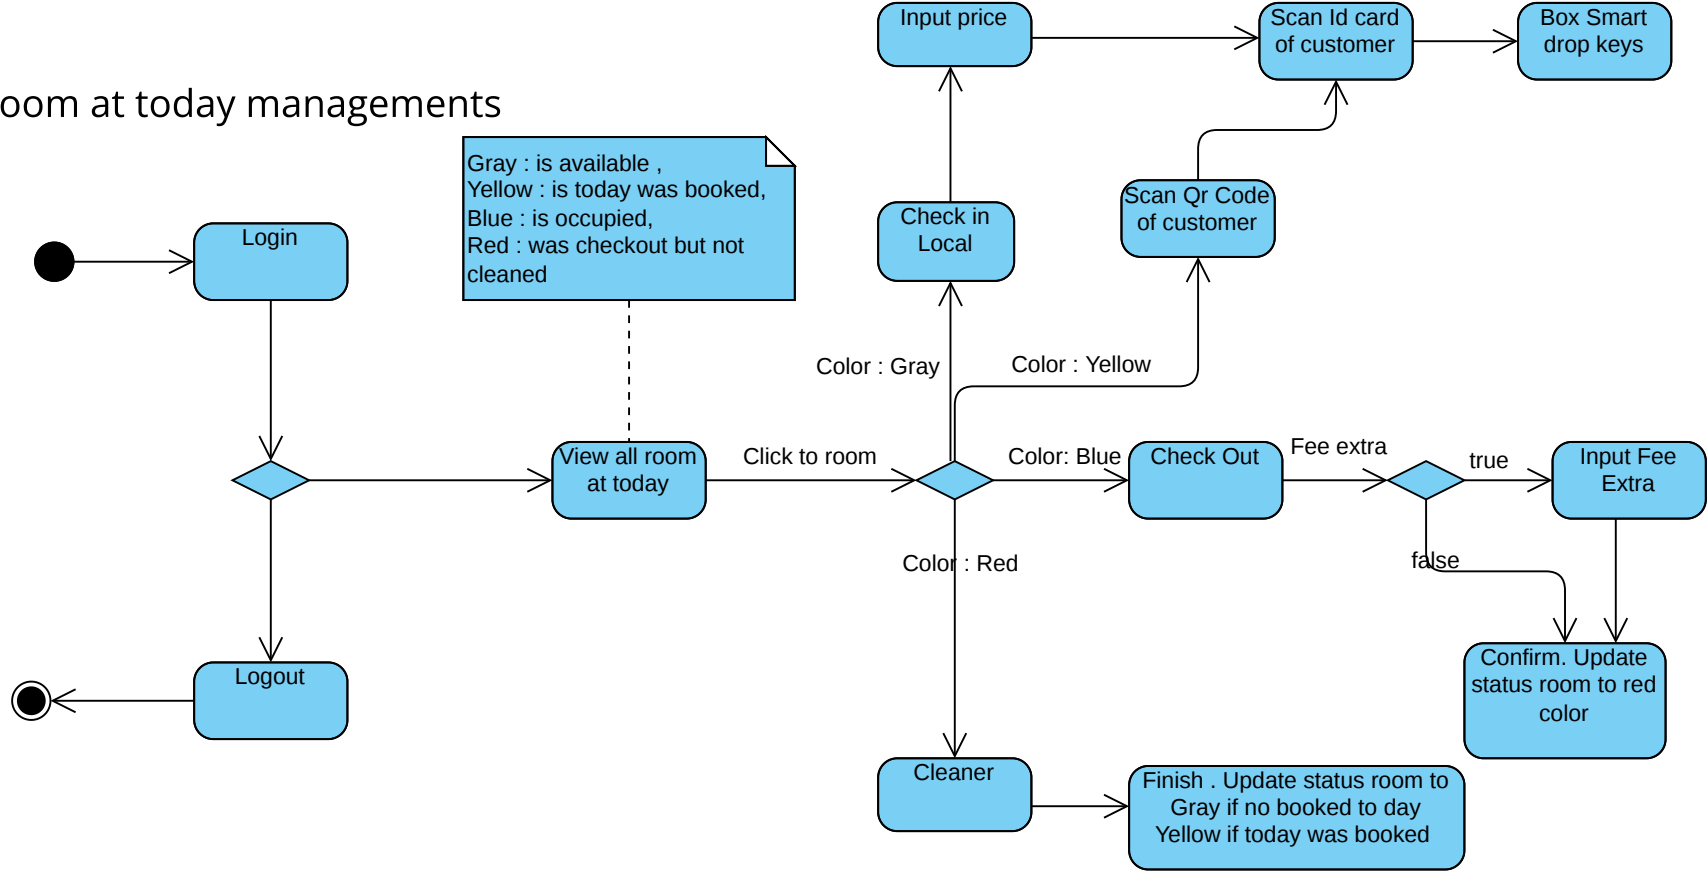 Input price
Scan Id card
of customer
Box Smart
drop keys
oom at today managements
Gray : is available ,
Yellow : is today was booked,
Blue : is occupied,
Red : was checkout but not
cleaned
Scan Qr Code
of customer
Check in
Local
Login
Color : Gray
Color : Yellow
View all room
at today
Click to room
Color: Blue
Check Out
Fee extra
true
Input Fee
Extra
Color : Red
false
Logout
Confirm. Update
status room to red
color
Cleaner
Finish . Update status room to
Gray if no booked to day
Yellow if today was booked